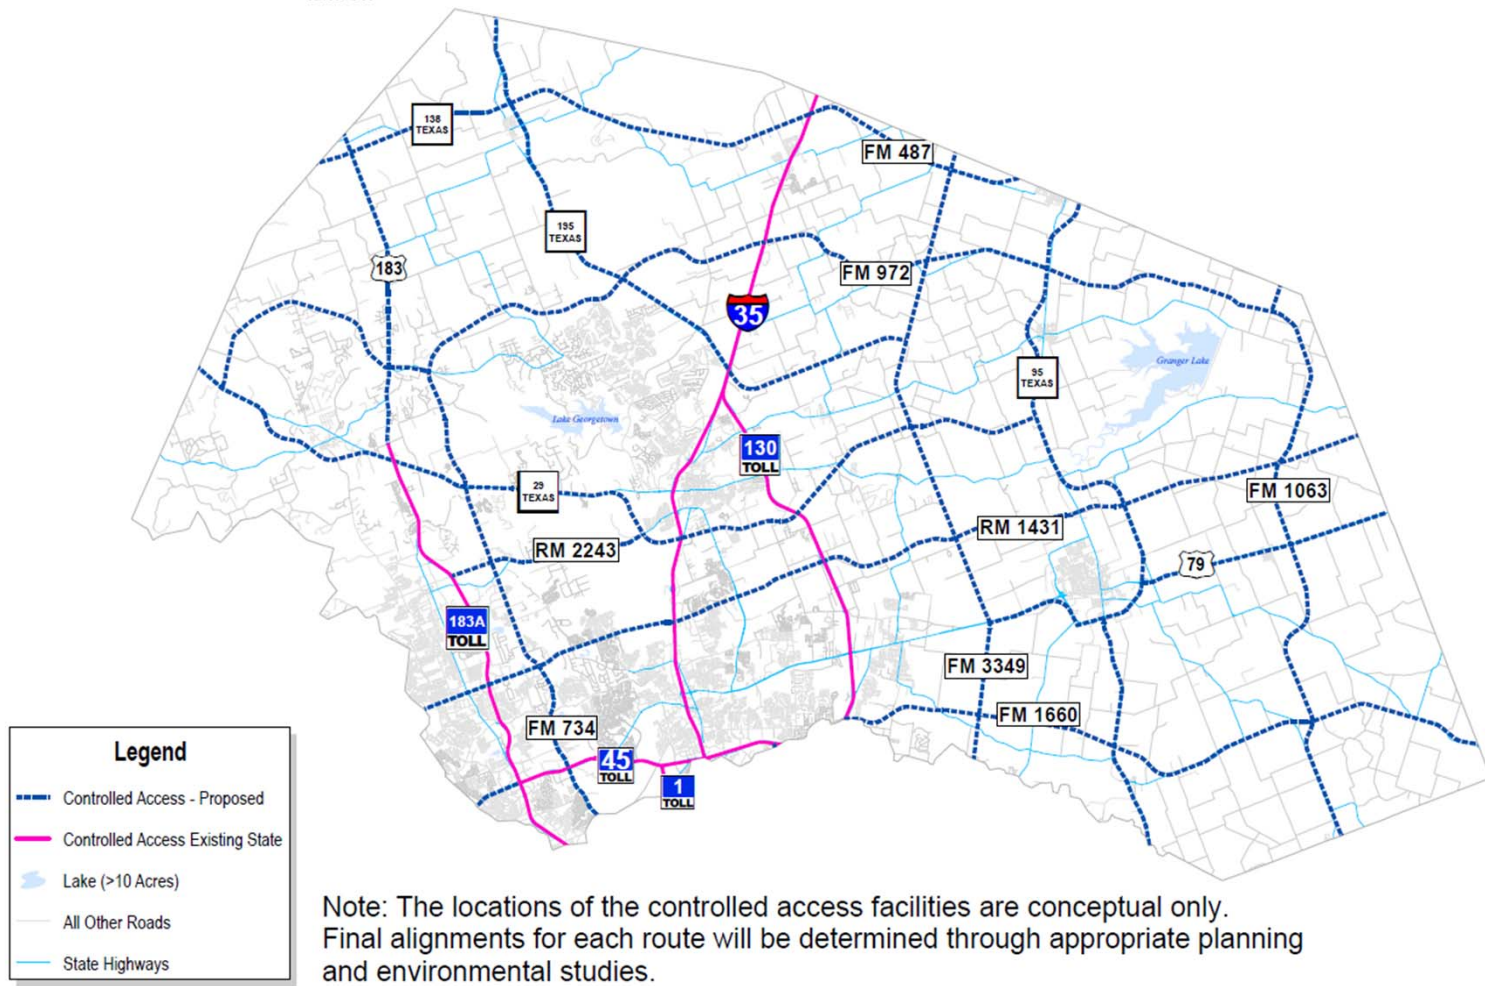 138
TEXAS
FM 487
195
TEXAS
183
FM 972
35
Granger Lake
95
TEXAS
Lake Georgetown
130
TOLL
29
TEXAS
FM 1063
RM 1431
RM 2243
79
183A
TOLL
FM 3349
FM 1660
FM 734
45
TOLL
1
TOLL
Legend
Controlled Access - Proposed
Controlled Access Existing State
Lake (>10 Acres)
All Other Roads
State Highways
Note: The locations of the controlled access facilities are conceptual only.
Final alignments for each route will be determined through appropriate planning
and environmental studies.